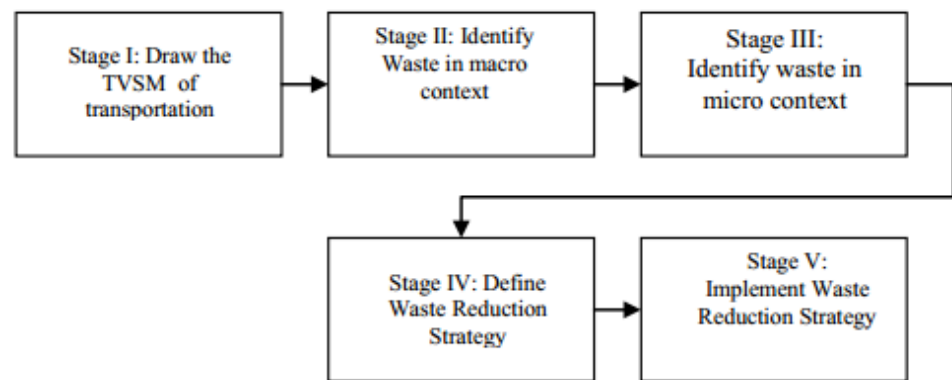 Stage I: Draw the
TVSM of
transportation
Stage II: Identify
Waste in macro
context
Stage III:
Identify waste in
micro context
Stage IV: Define
Waste Reduction
Strategy
Stage V:
Implement Waste
Reduction Strategy